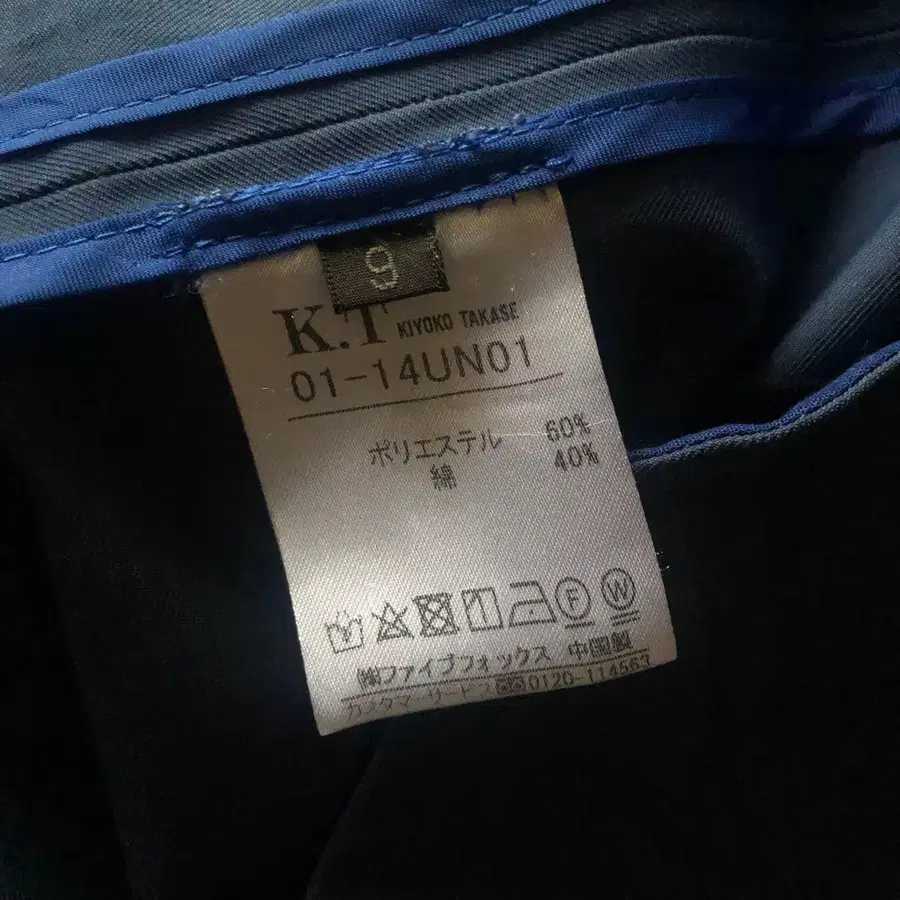 9
K.T KIYOKO TAKASE
01-14UN01
ポリエステル 60%
綿 40%
F W
㈱ファイブフォックス 中国製
カスタマーサービス 0120-114563